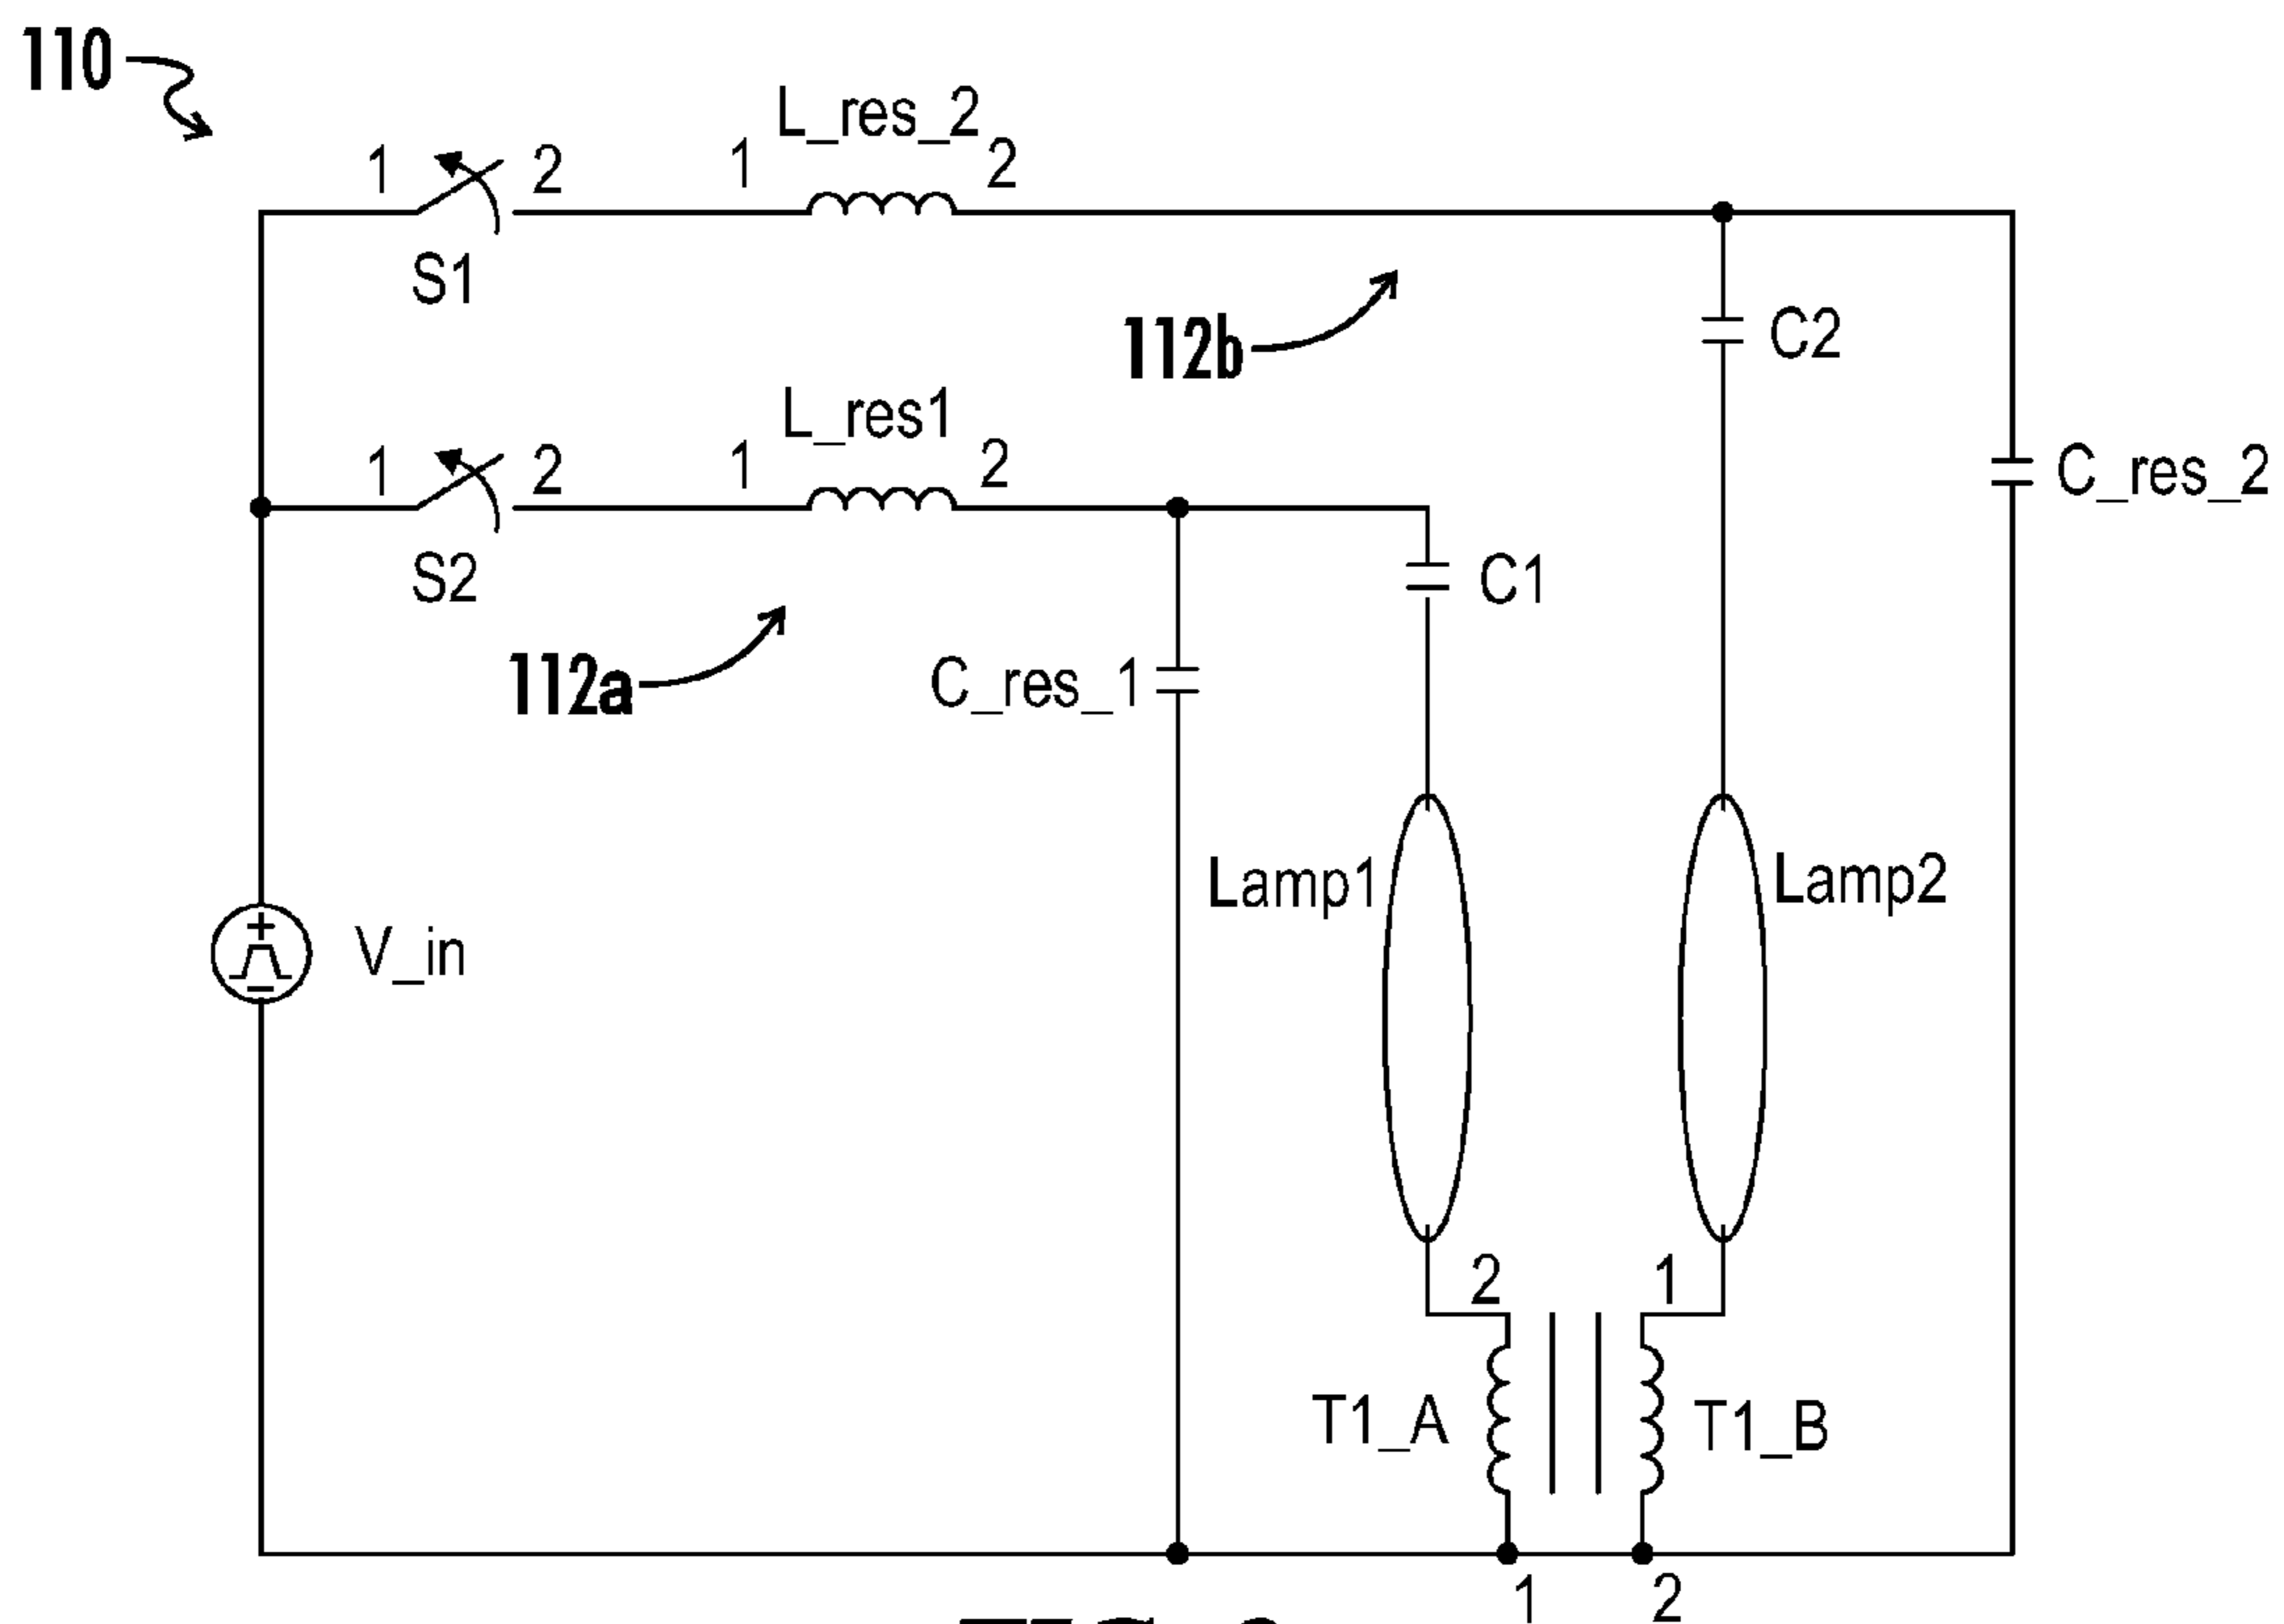 110
L_res_2
1 2 1 2
S1
112b
C2
L_res1
1 2 1 2
C_res_2
S2
C1
112a
C_res_1
Lamp1
Lamp2
V_in
2 1
T1_A
T1_B
1 2